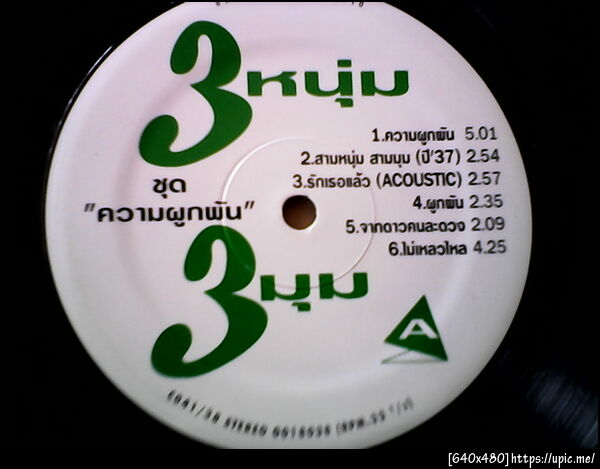 3 หนุ่ม
1.ความผูกพัน 5.01
2.สามหนุ่ม สามมุม (ปี'37) 2.54
3.รักเธอแล้ว (ACOUSTIC) 2.57
4.ผูกพัน 2.35
5.จากดาวคนละดวง 2.09
6.ไม่เหลวไหล 4.25
ชุด
"ความผูกพัน"
3 มุม
A
STEREO
[640x480]https://upic.me/